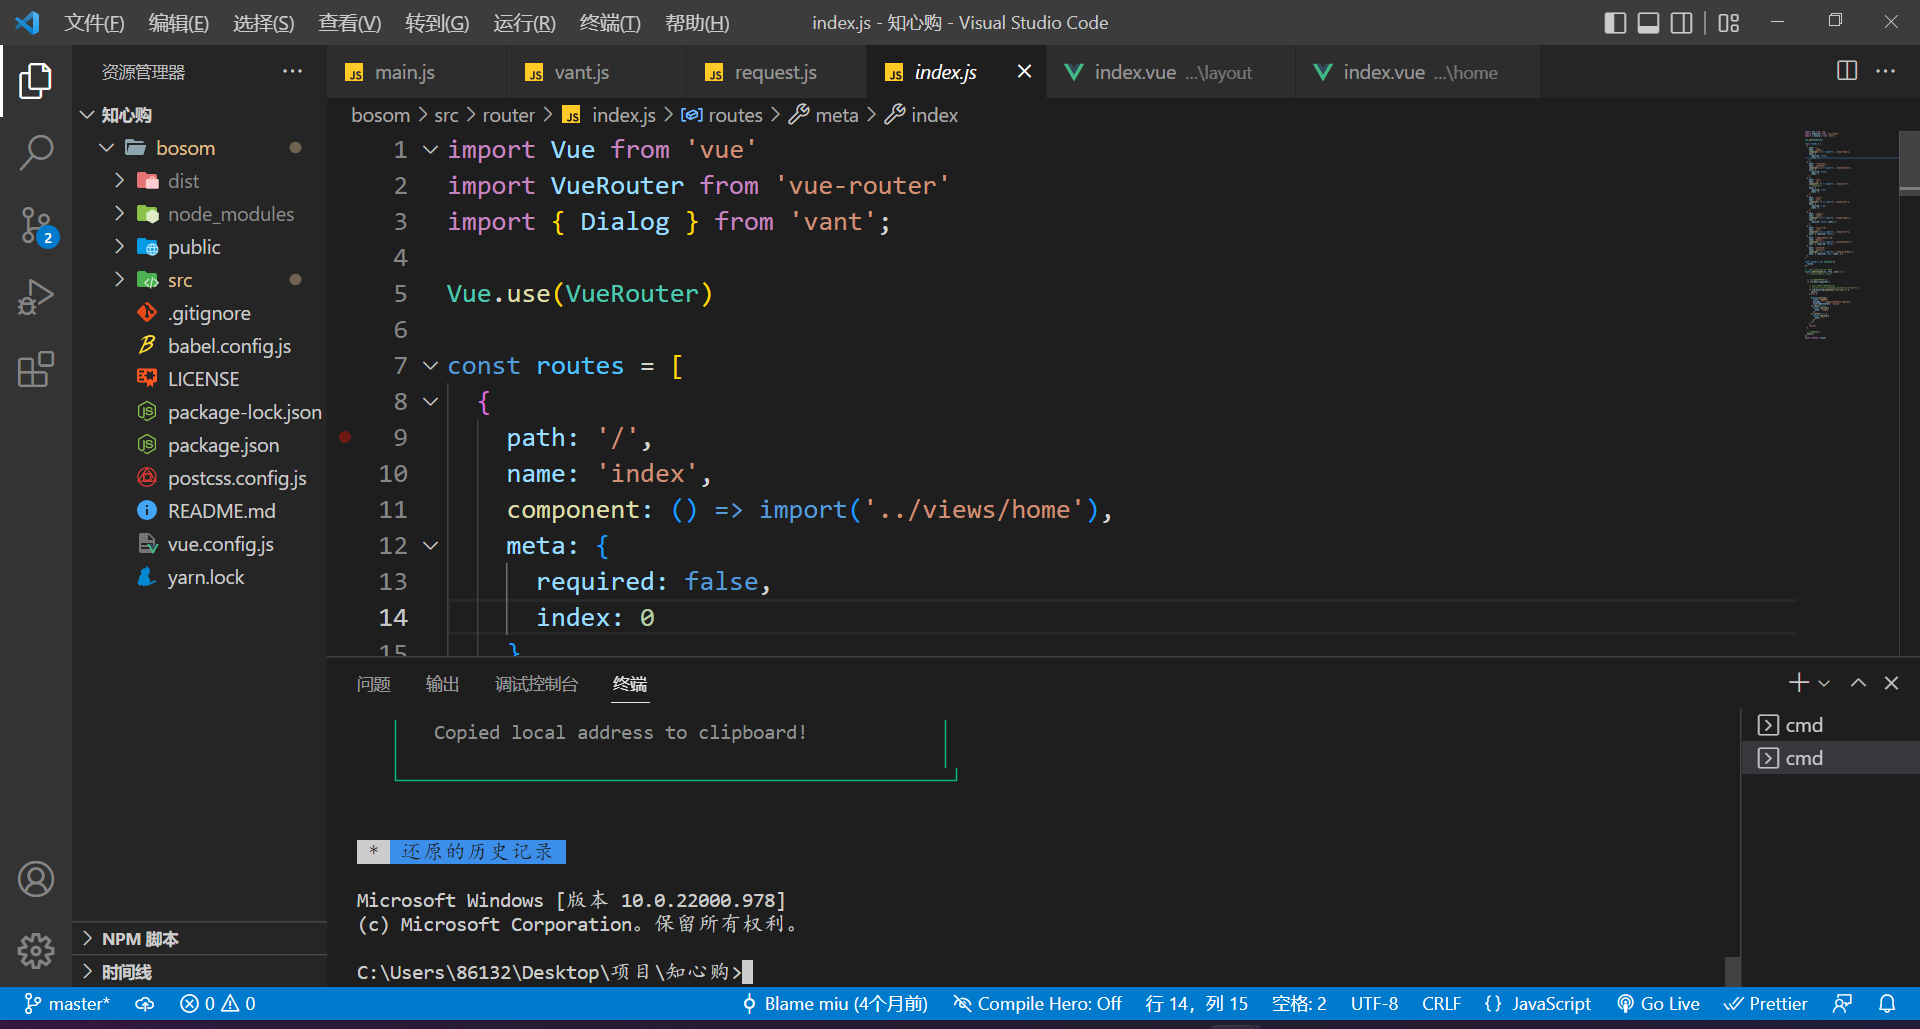 文件(F) 编辑(E) 选择(S) 查看(V) 转到(G) 运行(R) 终端(T) 帮助(H) index.js - 知心购 - Visual Studio Code
资源管理器
main.js vant.js request.js index.js index.vue ...\layout index.vue ...\home
知心购
bosom
dist
node_modules
public
src
.gitignore
babel.config.js
LICENSE
package-lock.json
package.json
postcss.config.js
README.md
vue.config.js
yarn.lock
NPM 脚本
时间线
2
bosom > src > router > JS index.js > routes > meta > index
1 import Vue from 'vue'
2 import VueRouter from 'vue-router'
3 import { Dialog } from 'vant';
4
5 Vue.use(VueRouter)
6
7 const routes = [
8 {
9 path: '/',
10 name: 'index',
11 component: () => import('../views/home'),
12 meta: {
13 required: false,
14 index: 0
15 }
问题 输出 调试控制台 终端
Copied local address to clipboard!
* 还原的历史记录
Microsoft Windows [版本 10.0.22000.978]
(c) Microsoft Corporation。保留所有权利。
C:\Users\86132\Desktop\项目\知心购>
cmd
cmd
master* 0 0 Blame miu (4个月前) Compile Hero: Off 行 14，列 15 空格: 2 UTF-8 CRLF {} JavaScript Go Live Prettier